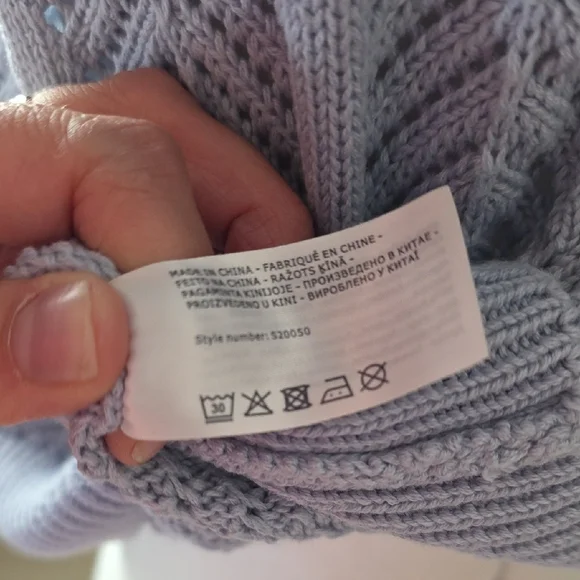 MADE IN CHINA - FABRIQUÉ EN CHINE -
FEITO NA CHINA - RAŽOTS ĶĪNĀ -
PAGAMINTA KINIJOJE - ПРОИЗВЕДЕНО В КИТАЕ -
PROIZVEDENO U KINI - ВИРОБЛЕНО У КИТАЇ
Style number: 520050
30